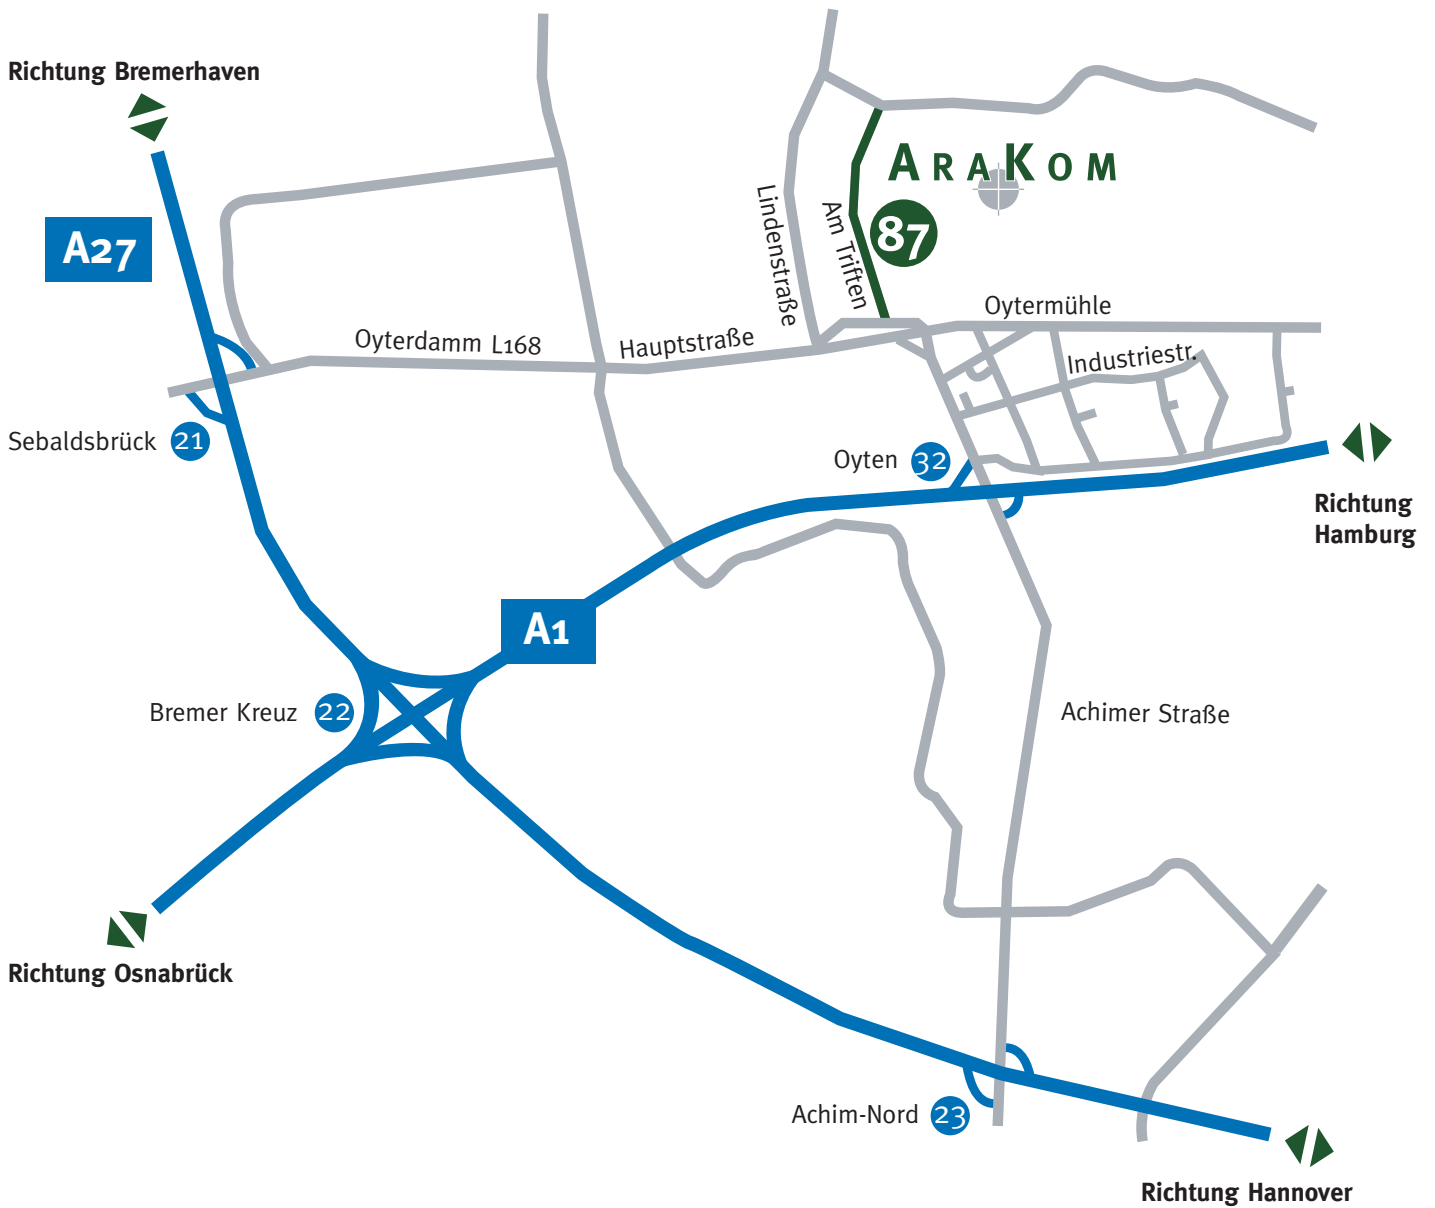 Richtung Bremerhaven
ARAKOM
A27
Lindenstraße
Am Triften
87
Oytermühle
Oyterdamm L168
Hauptstraße
Industriestr.
Sebaldsbrück 21
Oyten 32
Richtung
Hamburg
A1
Bremer Kreuz 22
Achimer Straße
Richtung Osnabrück
Achim-Nord 23
Richtung Hannover